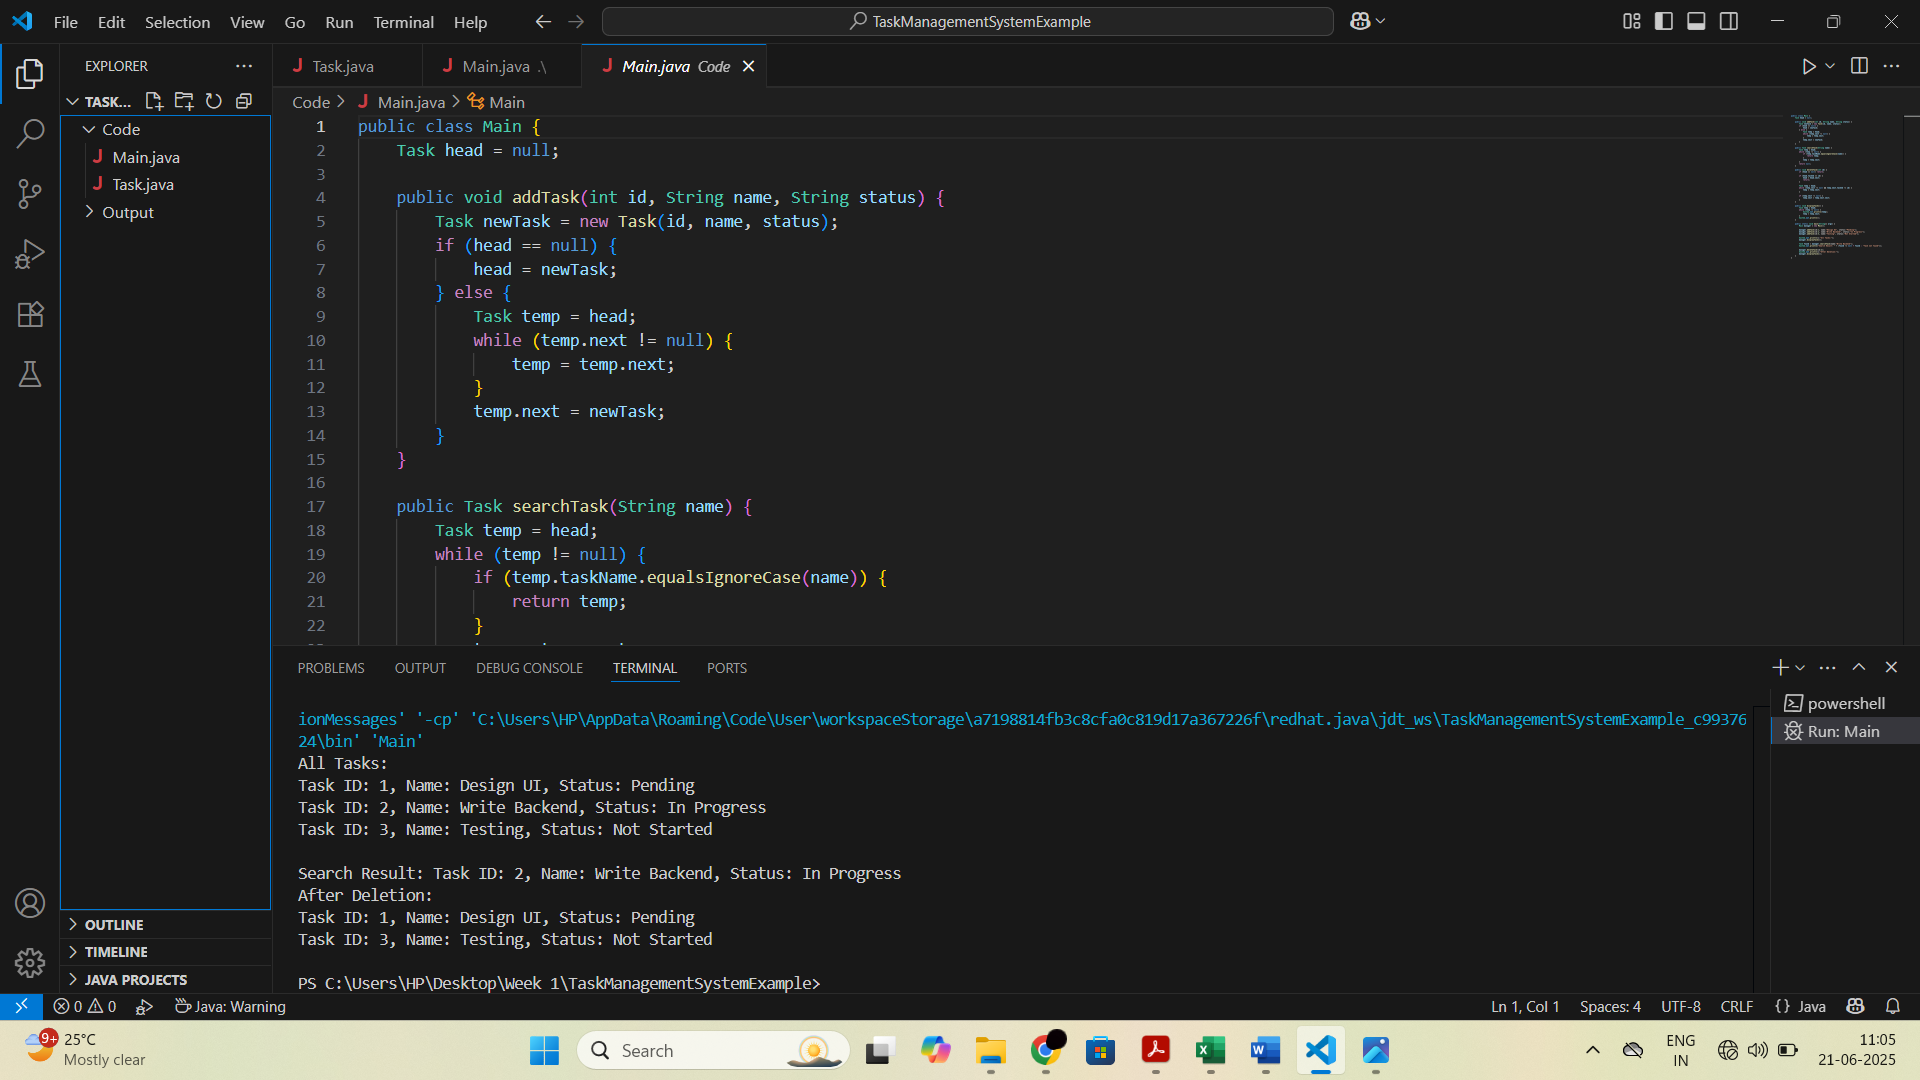 File Edit Selection View Go Run Terminal Help
TaskManagementSystemExample
EXPLORER
TASK...
Code
Main.java
Task.java
Output
OUTLINE
TIMELINE
JAVA PROJECTS
Task.java
Main.java .\
Main.java Code
Code > Main.java > Main
1 public class Main {
2 Task head = null;
3
4 public void addTask(int id, String name, String status) {
5 Task newTask = new Task(id, name, status);
6 if (head == null) {
7 head = newTask;
8 } else {
9 Task temp = head;
10 while (temp.next != null) {
11 temp = temp.next;
12 }
13 temp.next = newTask;
14 }
15 }
16
17 public Task searchTask(String name) {
18 Task temp = head;
19 while (temp != null) {
20 if (temp.taskName.equalsIgnoreCase(name)) {
21 return temp;
22 }
PROBLEMS OUTPUT DEBUG CONSOLE TERMINAL PORTS
ionMessages' '-cp' 'C:\Users\HP\AppData\Roaming\Code\User\workspaceStorage\a7198814fb3c8cfa0c819d17a367226f\redhat.java\jdt_ws\TaskManagementSystemExample_c99376
24\bin' 'Main'
All Tasks:
Task ID: 1, Name: Design UI, Status: Pending
Task ID: 2, Name: Write Backend, Status: In Progress
Task ID: 3, Name: Testing, Status: Not Started
Search Result: Task ID: 2, Name: Write Backend, Status: In Progress
After Deletion:
Task ID: 1, Name: Design UI, Status: Pending
Task ID: 3, Name: Testing, Status: Not Started
PS C:\Users\HP\Desktop\Week 1\TaskManagementSystemExample>
powershell
Run: Main
0 0 Java: Warning
Ln 1, Col 1 Spaces: 4 UTF-8 CRLF {} Java
9+
25°C
Mostly clear
Search
ENG
IN
11:05
21-06-2025